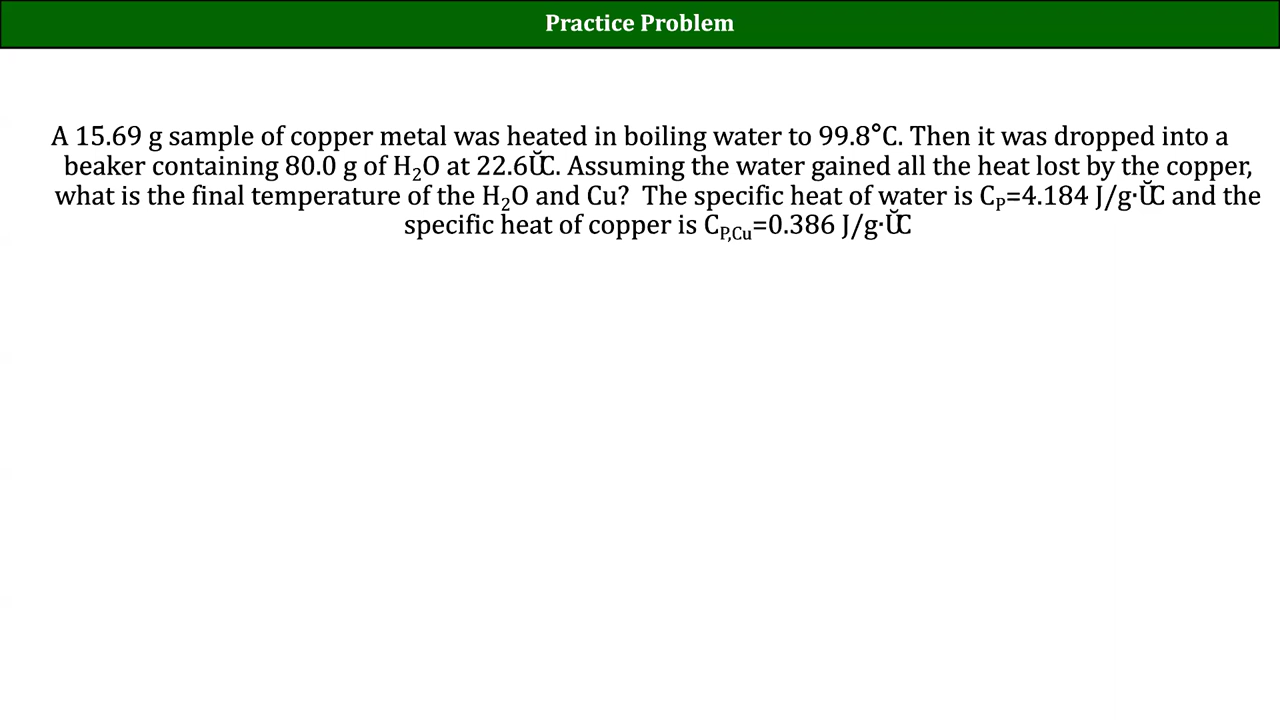 Practice Problem
A 15.69 g sample of copper metal was heated in boiling water to 99.8°C. Then it was dropped into a
beaker containing 80.0 g of H₂O at 22.6ŬC. Assuming the water gained all the heat lost by the copper,
what is the final temperature of the H₂O and Cu? The specific heat of water is C_P=4.184 J/g·ŬC and the
specific heat of copper is C_P,Cu=0.386 J/g·ŬC